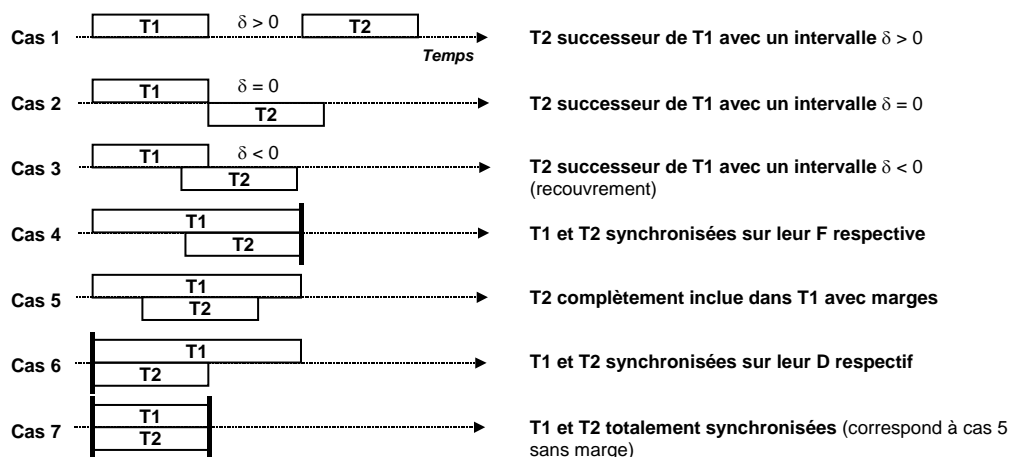 Cas 1 T1 δ > 0 T2 T2 successeur de T1 avec un intervalle δ > 0
Temps
Cas 2 T1 δ = 0 T2 successeur de T1 avec un intervalle δ = 0
T2
Cas 3 T1 δ < 0 T2 successeur de T1 avec un intervalle δ < 0
T2 (recouvrement)
Cas 4 T1 T1 et T2 synchronisées sur leur F respective
T2
Cas 5 T1 T2 complètement inclue dans T1 avec marges
T2
Cas 6 T1 T1 et T2 synchronisées sur leur D respectif
T2
Cas 7 T1 T1 et T2 totalement synchronisées (correspond à cas 5
T2 sans marge)